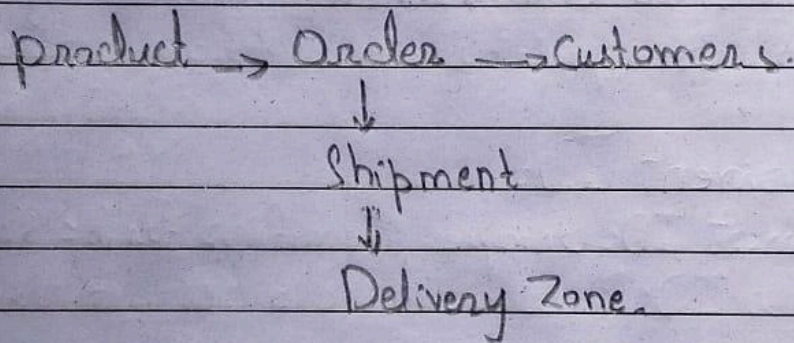 product → Order → Customers.
↓
Shipment
⇓
Delivery Zone.